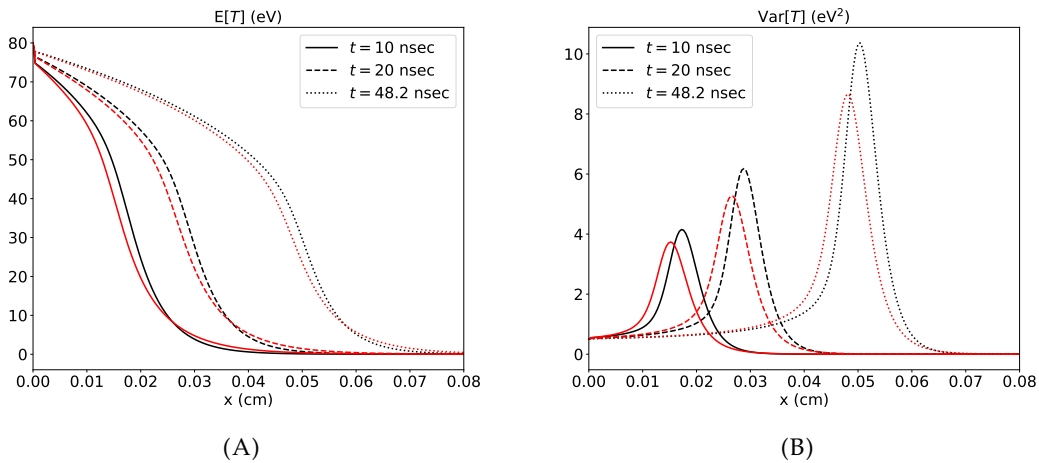 E[T] (eV)
80
70
60
50
40
30
20
10
0
0.00 0.01 0.02 0.03 0.04 0.05 0.06 0.07 0.08
x (cm)
t = 10 nsec
t = 20 nsec
t = 48.2 nsec
(A)
Var[T] (eV²)
10
8
6
4
2
0
0.00 0.01 0.02 0.03 0.04 0.05 0.06 0.07 0.08
x (cm)
t = 10 nsec
t = 20 nsec
t = 48.2 nsec
(B)